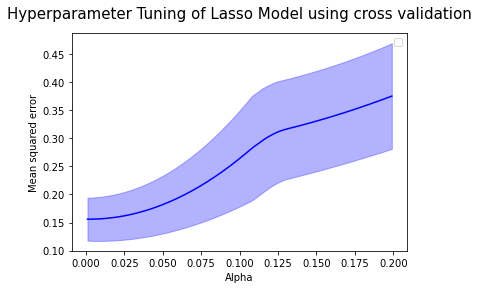 Hyperparameter Tuning of Lasso Model using cross validation
0.45
0.40
0.35
0.30
0.25
0.20
0.15
0.10
Mean squared error
0.000 0.025 0.050 0.075 0.100 0.125 0.150 0.175 0.200
Alpha